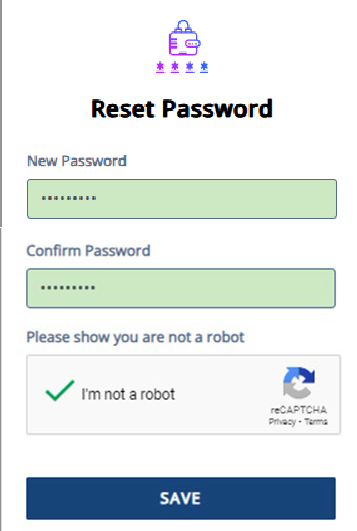 * * * *
Reset Password
New Password
•••••••••
Confirm Password
•••••••••
Please show you are not a robot
I'm not a robot
reCAPTCHA
Privacy - Terms
SAVE